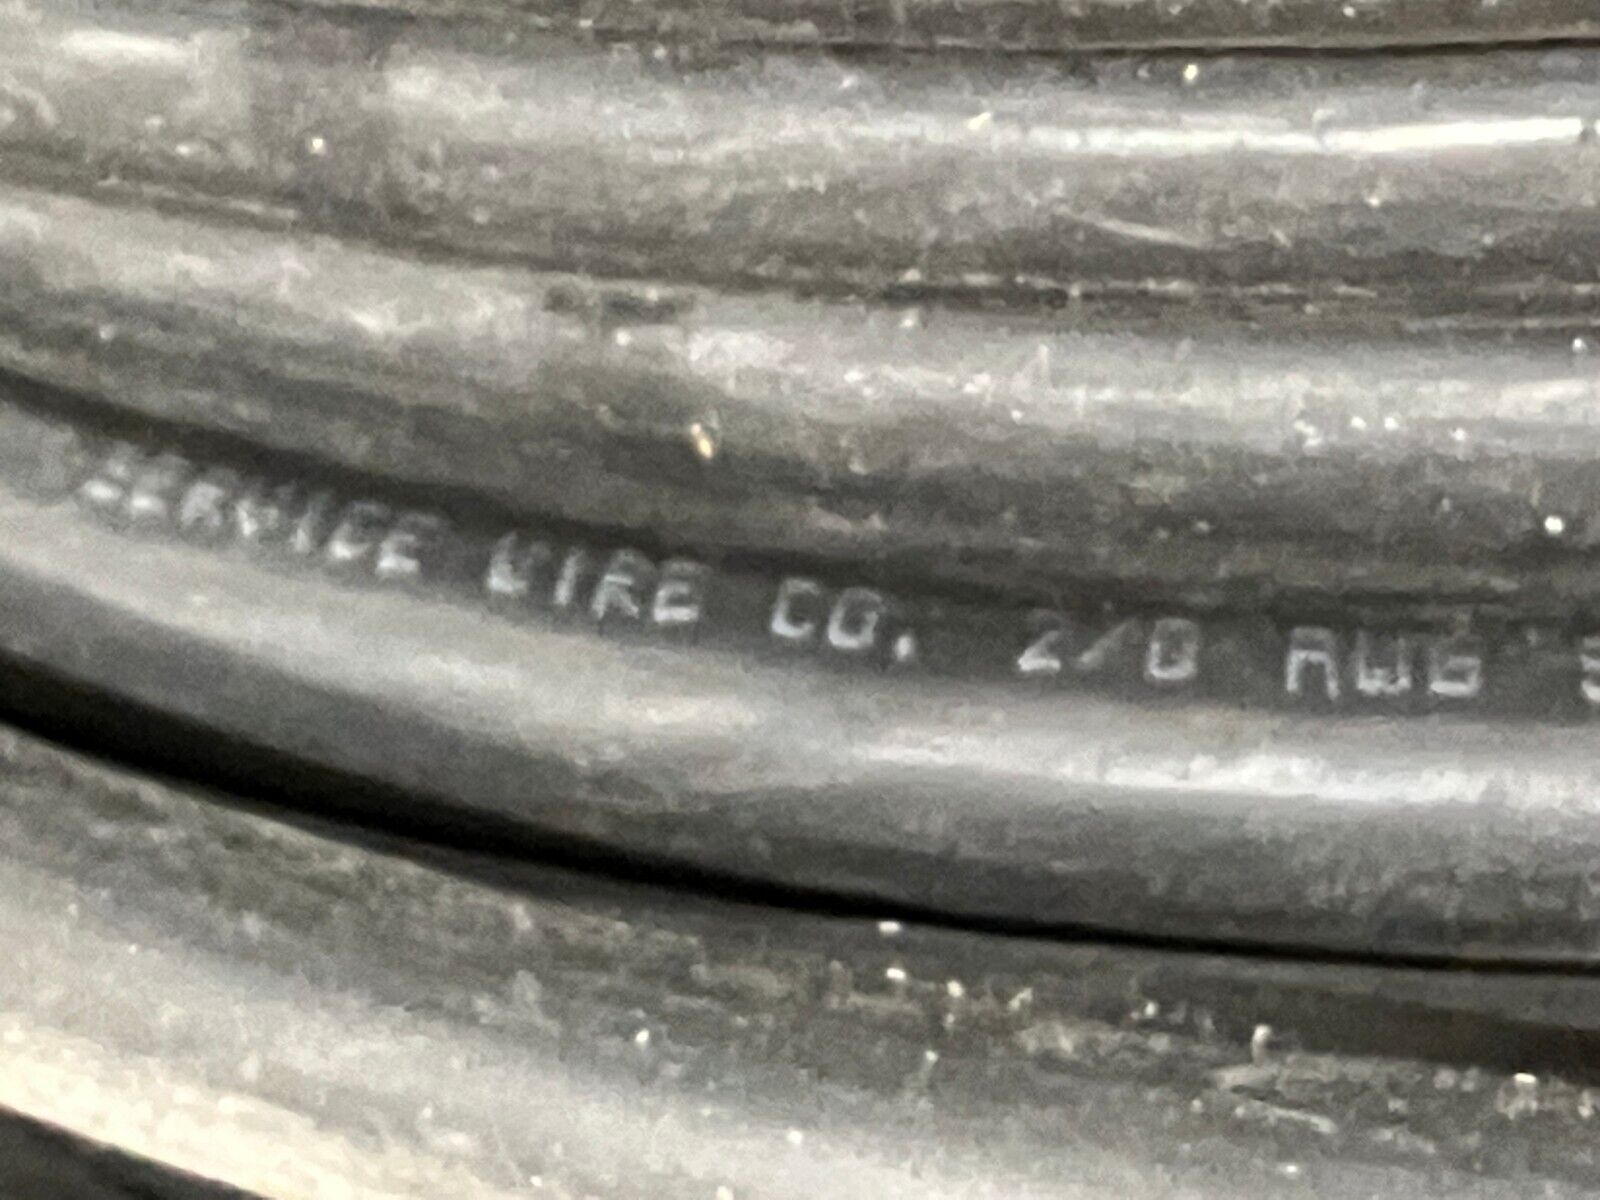 SERVICE WIRE CO. 2/0 AWG